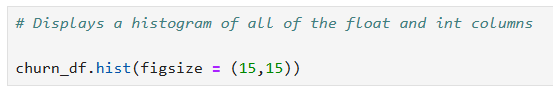 # Displays a histogram of all of the float and int columns
churn_df.hist(figsize = (15,15))